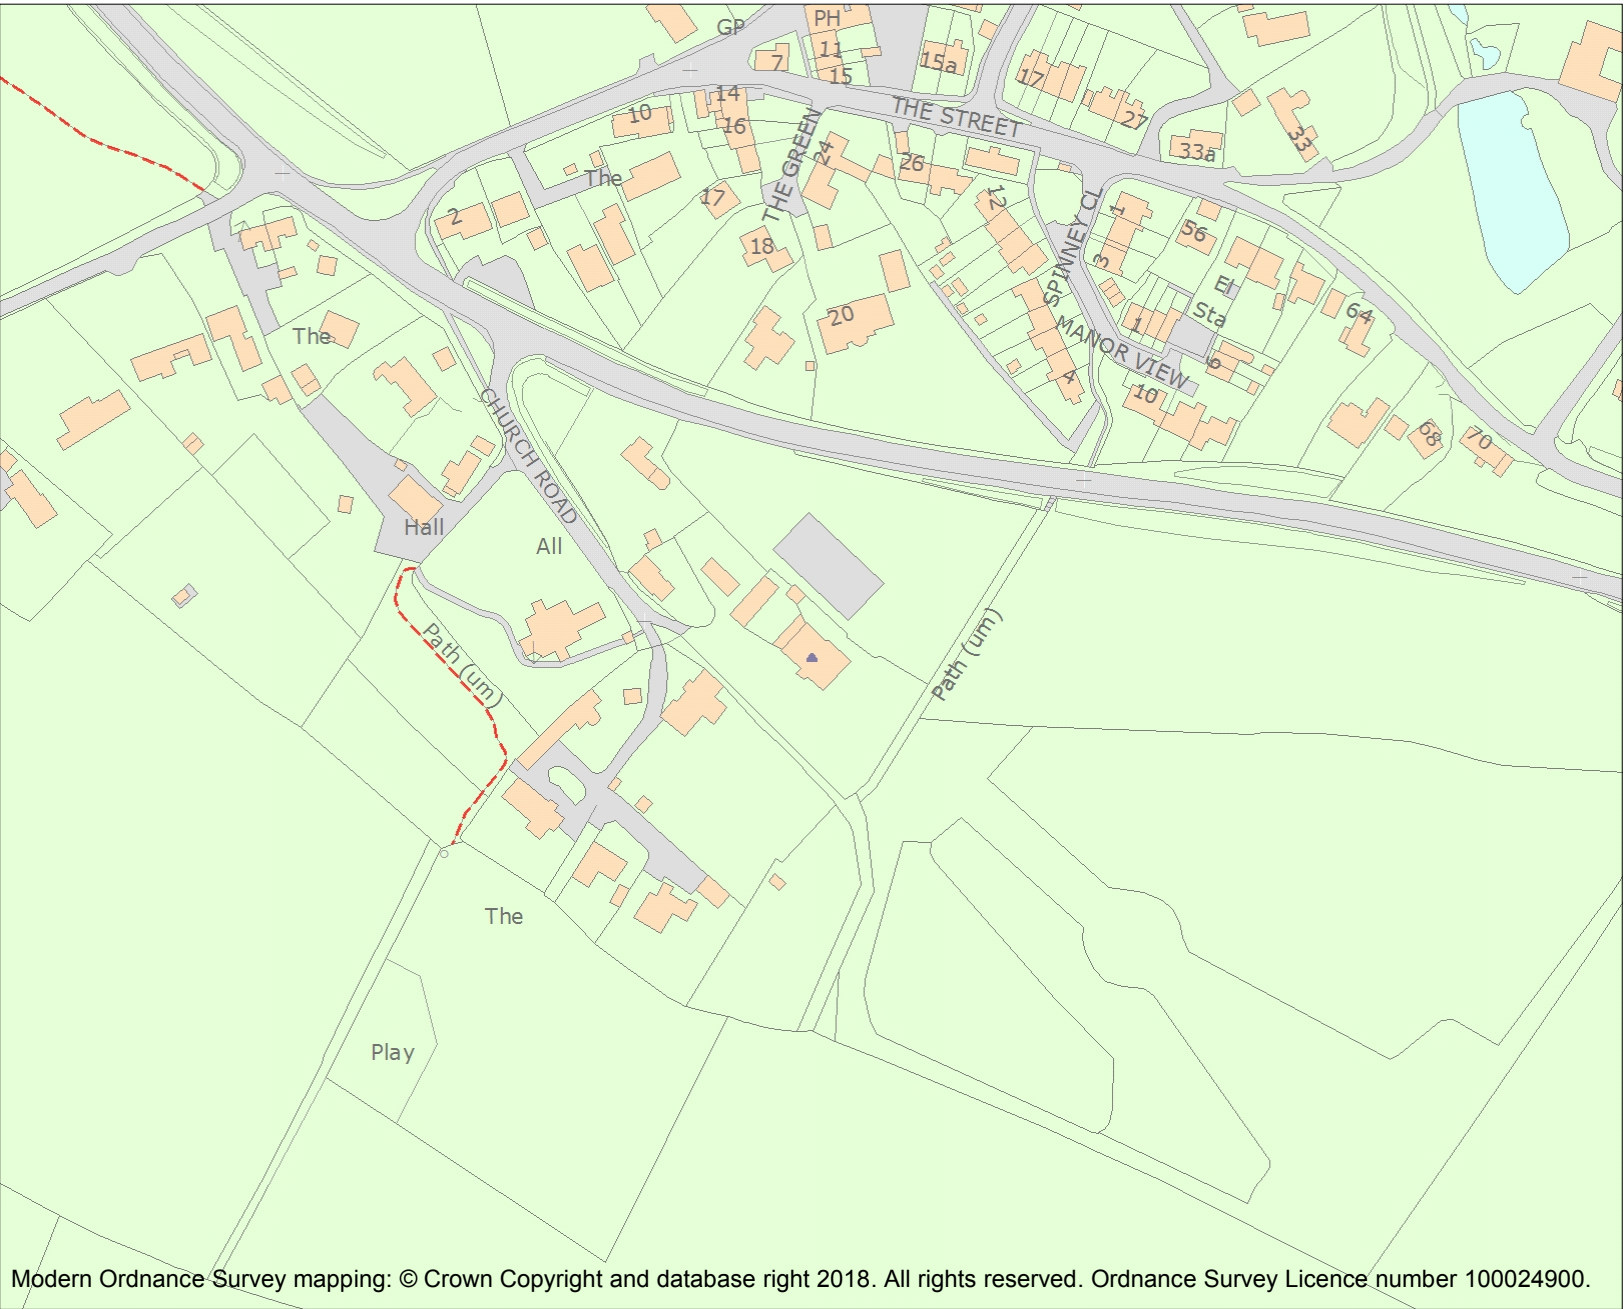 GP
PH
11
15
7
15a
17
27
14
16
10
THE STREET
33
33a
24
THE GREEN
26
The
17
2
18
12
SPINNEY CL
1
3
56
El
Sta
64
20
The
1
MANOR VIEW
6
4
10
68
70
CHURCH ROAD
Hall
All
Path (um)
Path (um)
The
Play
Modern Ordnance Survey mapping: © Crown Copyright and database right 2018. All rights reserved. Ordnance Survey Licence number 100024900.